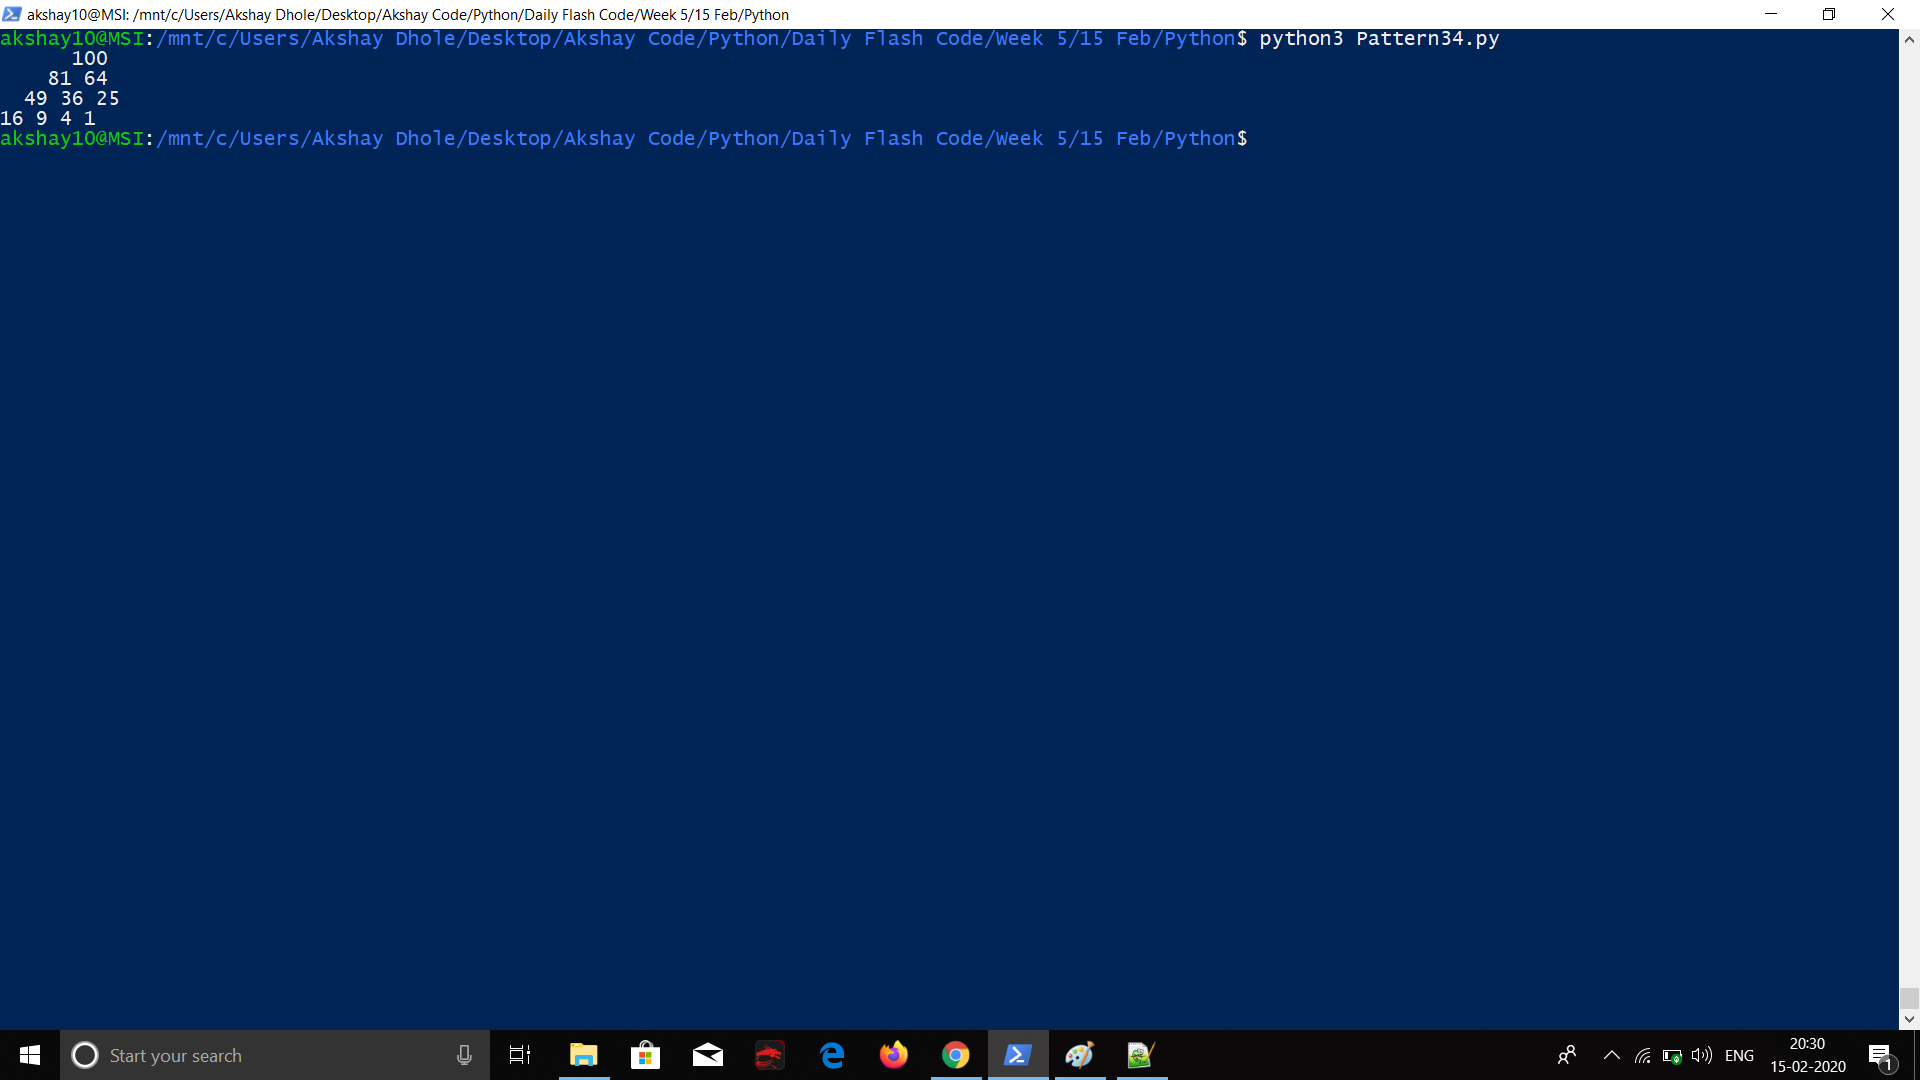 akshay10@MSI: /mnt/c/Users/Akshay Dhole/Desktop/Akshay Code/Python/Daily Flash Code/Week 5/15 Feb/Python
akshay10@MSI:/mnt/c/Users/Akshay Dhole/Desktop/Akshay Code/Python/Daily Flash Code/Week 5/15 Feb/Python$ python3 Pattern34.py
      100
    81 64
  49 36 25
16 9 4 1
akshay10@MSI:/mnt/c/Users/Akshay Dhole/Desktop/Akshay Code/Python/Daily Flash Code/Week 5/15 Feb/Python$
Start your search
ENG
20:30
15-02-2020
1